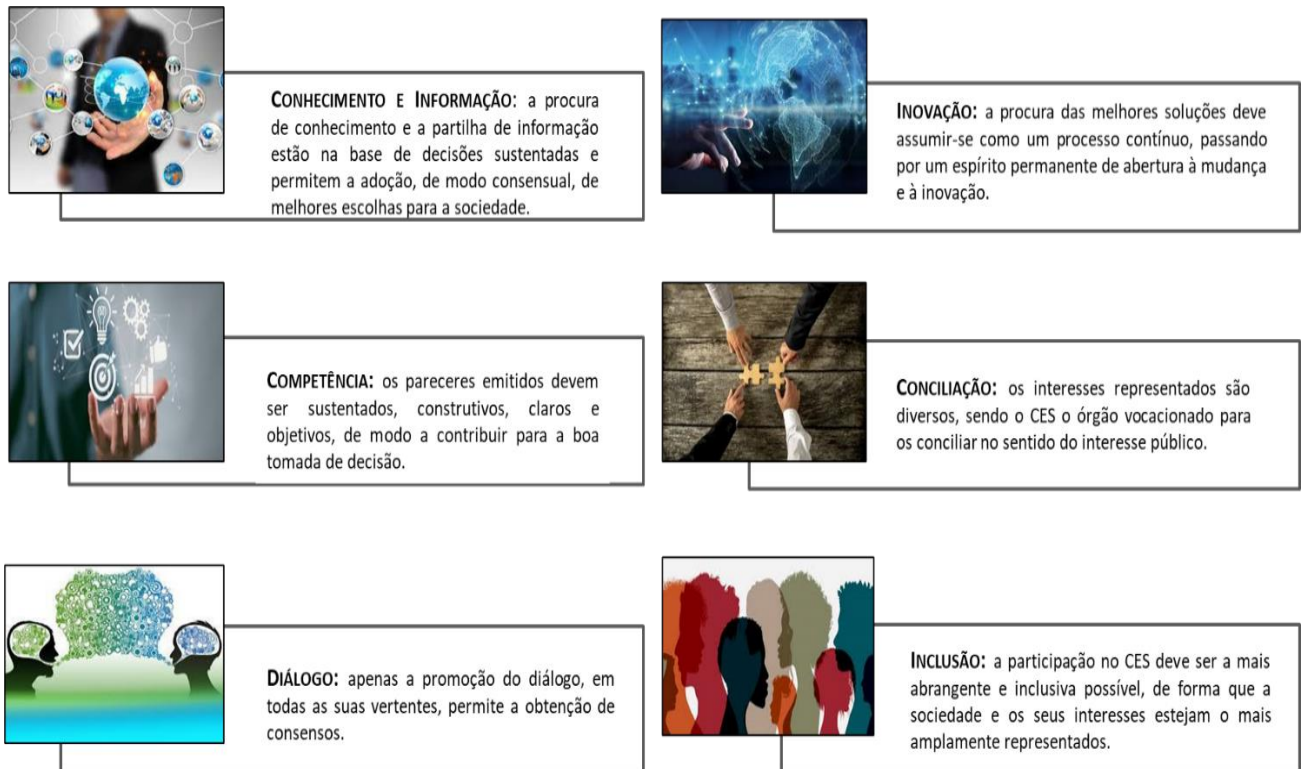 CONHECIMENTO E INFORMAÇÃO: a procura
de conhecimento e a partilha de informação
estão na base de decisões sustentadas e
permitem a adoção, de modo consensual, de
melhores escolhas para a sociedade.
INOVAÇÃO: a procura das melhores soluções deve
assumir-se como um processo contínuo, passando
por um espírito permanente de abertura à mudança
e à inovação.
COMPETÊNCIA: os pareceres emitidos devem
ser sustentados, construtivos, claros e
objetivos, de modo a contribuir para a boa
tomada de decisão.
CONCILIAÇÃO: os interesses representados são
diversos, sendo o CES o órgão vocacionado para
os conciliar no sentido do interesse público.
DIÁLOGO: apenas a promoção do diálogo, em
todas as suas vertentes, permite a obtenção de
consensos.
INCLUSÃO: a participação no CES deve ser a mais
abrangente e inclusiva possível, de forma que a
sociedade e os seus interesses estejam o mais
amplamente representados.